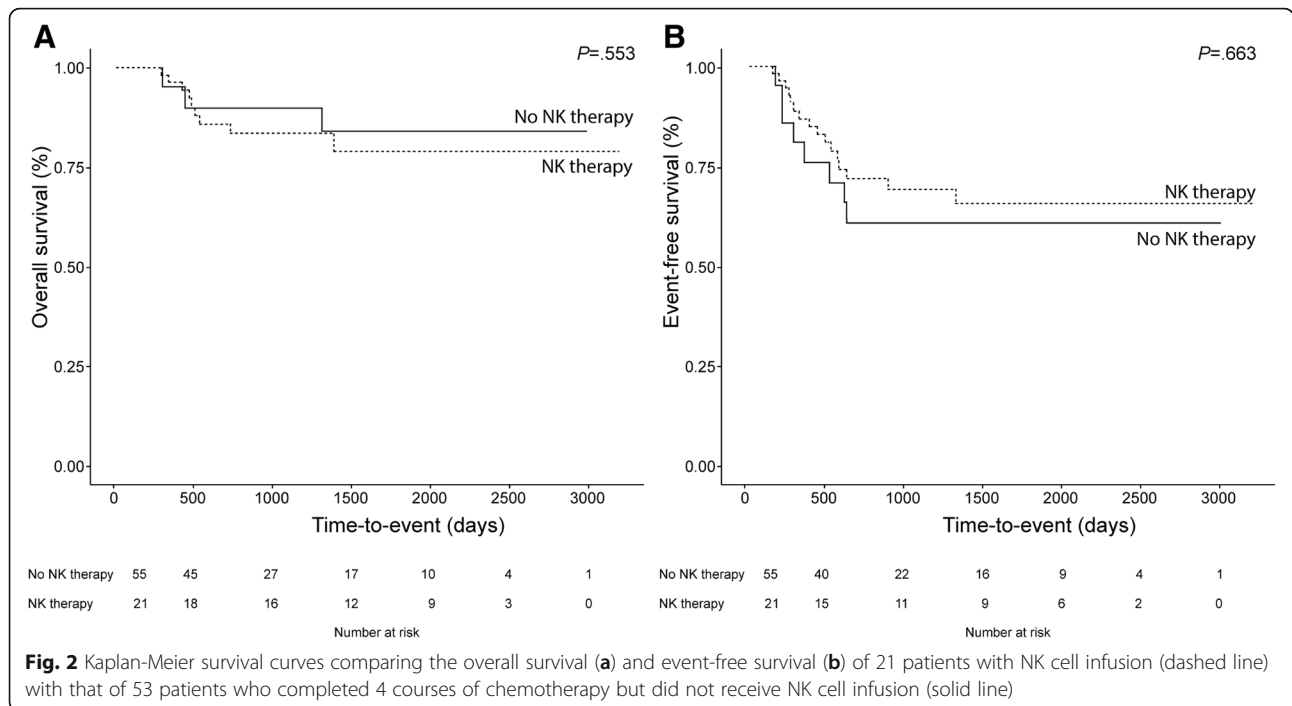 A
P=.553
1.00
0.75
0.50
0.25
0.00
Overall survival (%)
No NK therapy
NK therapy
0 500 1000 1500 2000 2500 3000
Time-to-event (days)
No NK therapy 55 45 27 17 10 4 1
NK therapy 21 18 16 12 9 3 0
Number at risk
B
P=.663
1.00
0.75
0.50
0.25
0.00
Event-free survival (%)
NK therapy
No NK therapy
0 500 1000 1500 2000 2500 3000
Time-to-event (days)
No NK therapy 55 40 22 16 9 4 1
NK therapy 21 15 11 9 6 2 0
Number at risk
Fig. 2 Kaplan-Meier survival curves comparing the overall survival (a) and event-free survival (b) of 21 patients with NK cell infusion (dashed line)
with that of 53 patients who completed 4 courses of chemotherapy but did not receive NK cell infusion (solid line)